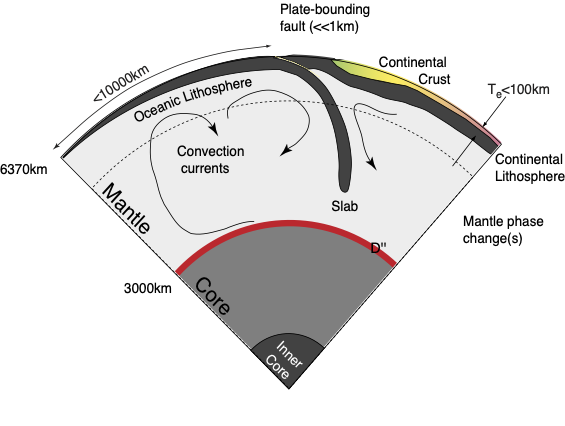 Plate-bounding
fault (<<1km)
<10000km
Oceanic Lithosphere
Continental
Crust
Te<100km
6370km
Convection
currents
Continental
Lithosphere
Slab
Mantle
Mantle phase
change(s)
D"
3000km
Core
Inner
Core